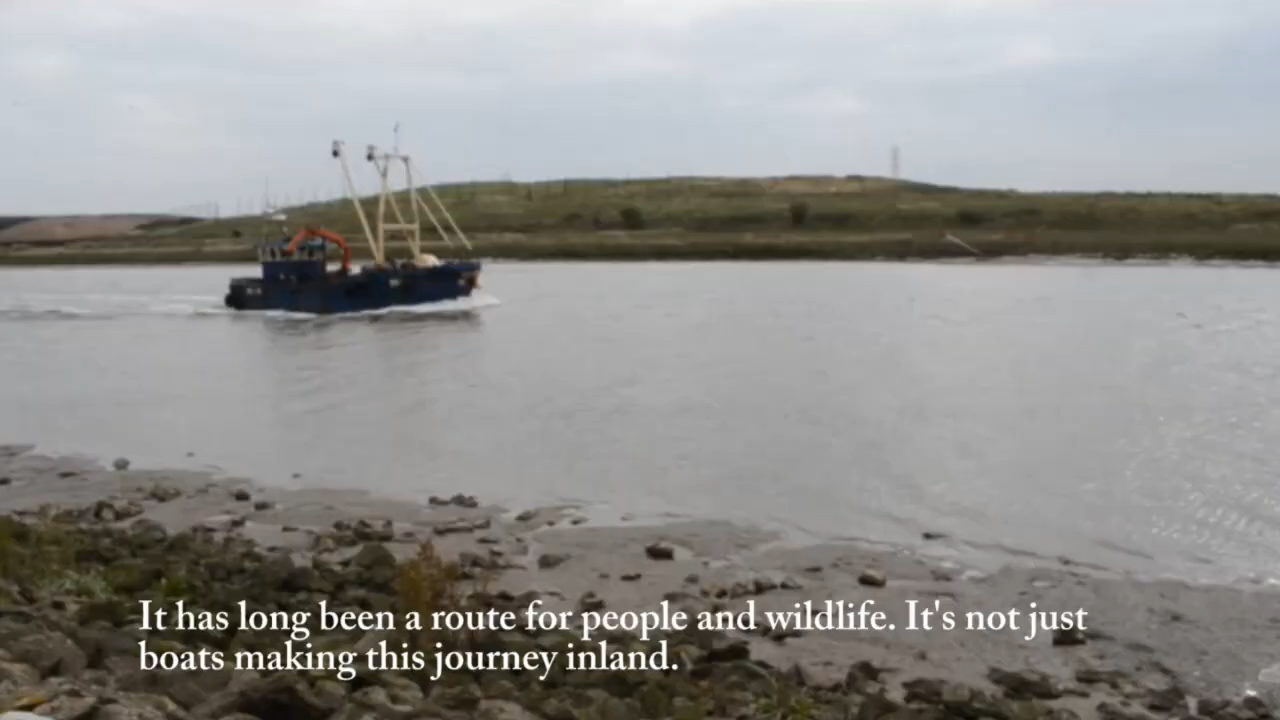 It has long been a route for people and wildlife. It's not just
boats making this journey inland.